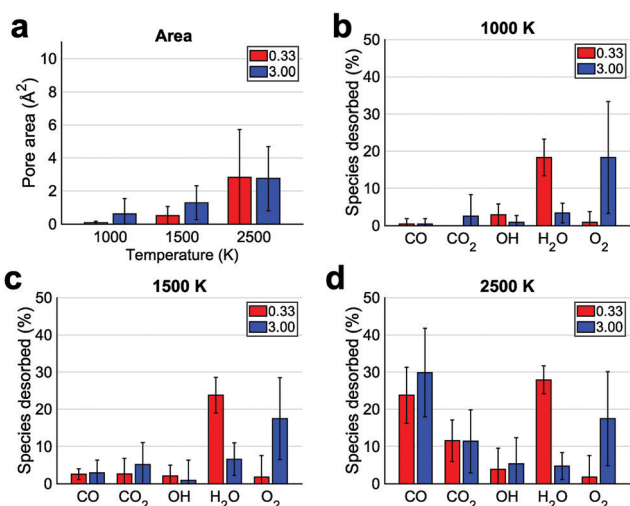 a
Area
0.33
3.00
Pore area (Å²)
10
8
6
4
2
0
1000 1500 2500
Temperature (K)
b
1000 K
0.33
3.00
Species desorbed (%)
50
40
30
20
10
0
CO CO₂ OH H₂O O₂
c
1500 K
0.33
3.00
Species desorbed (%)
50
40
30
20
10
0
CO CO₂ OH H₂O O₂
d
2500 K
0.33
3.00
Species desorbed (%)
50
40
30
20
10
0
CO CO₂ OH H₂O O₂